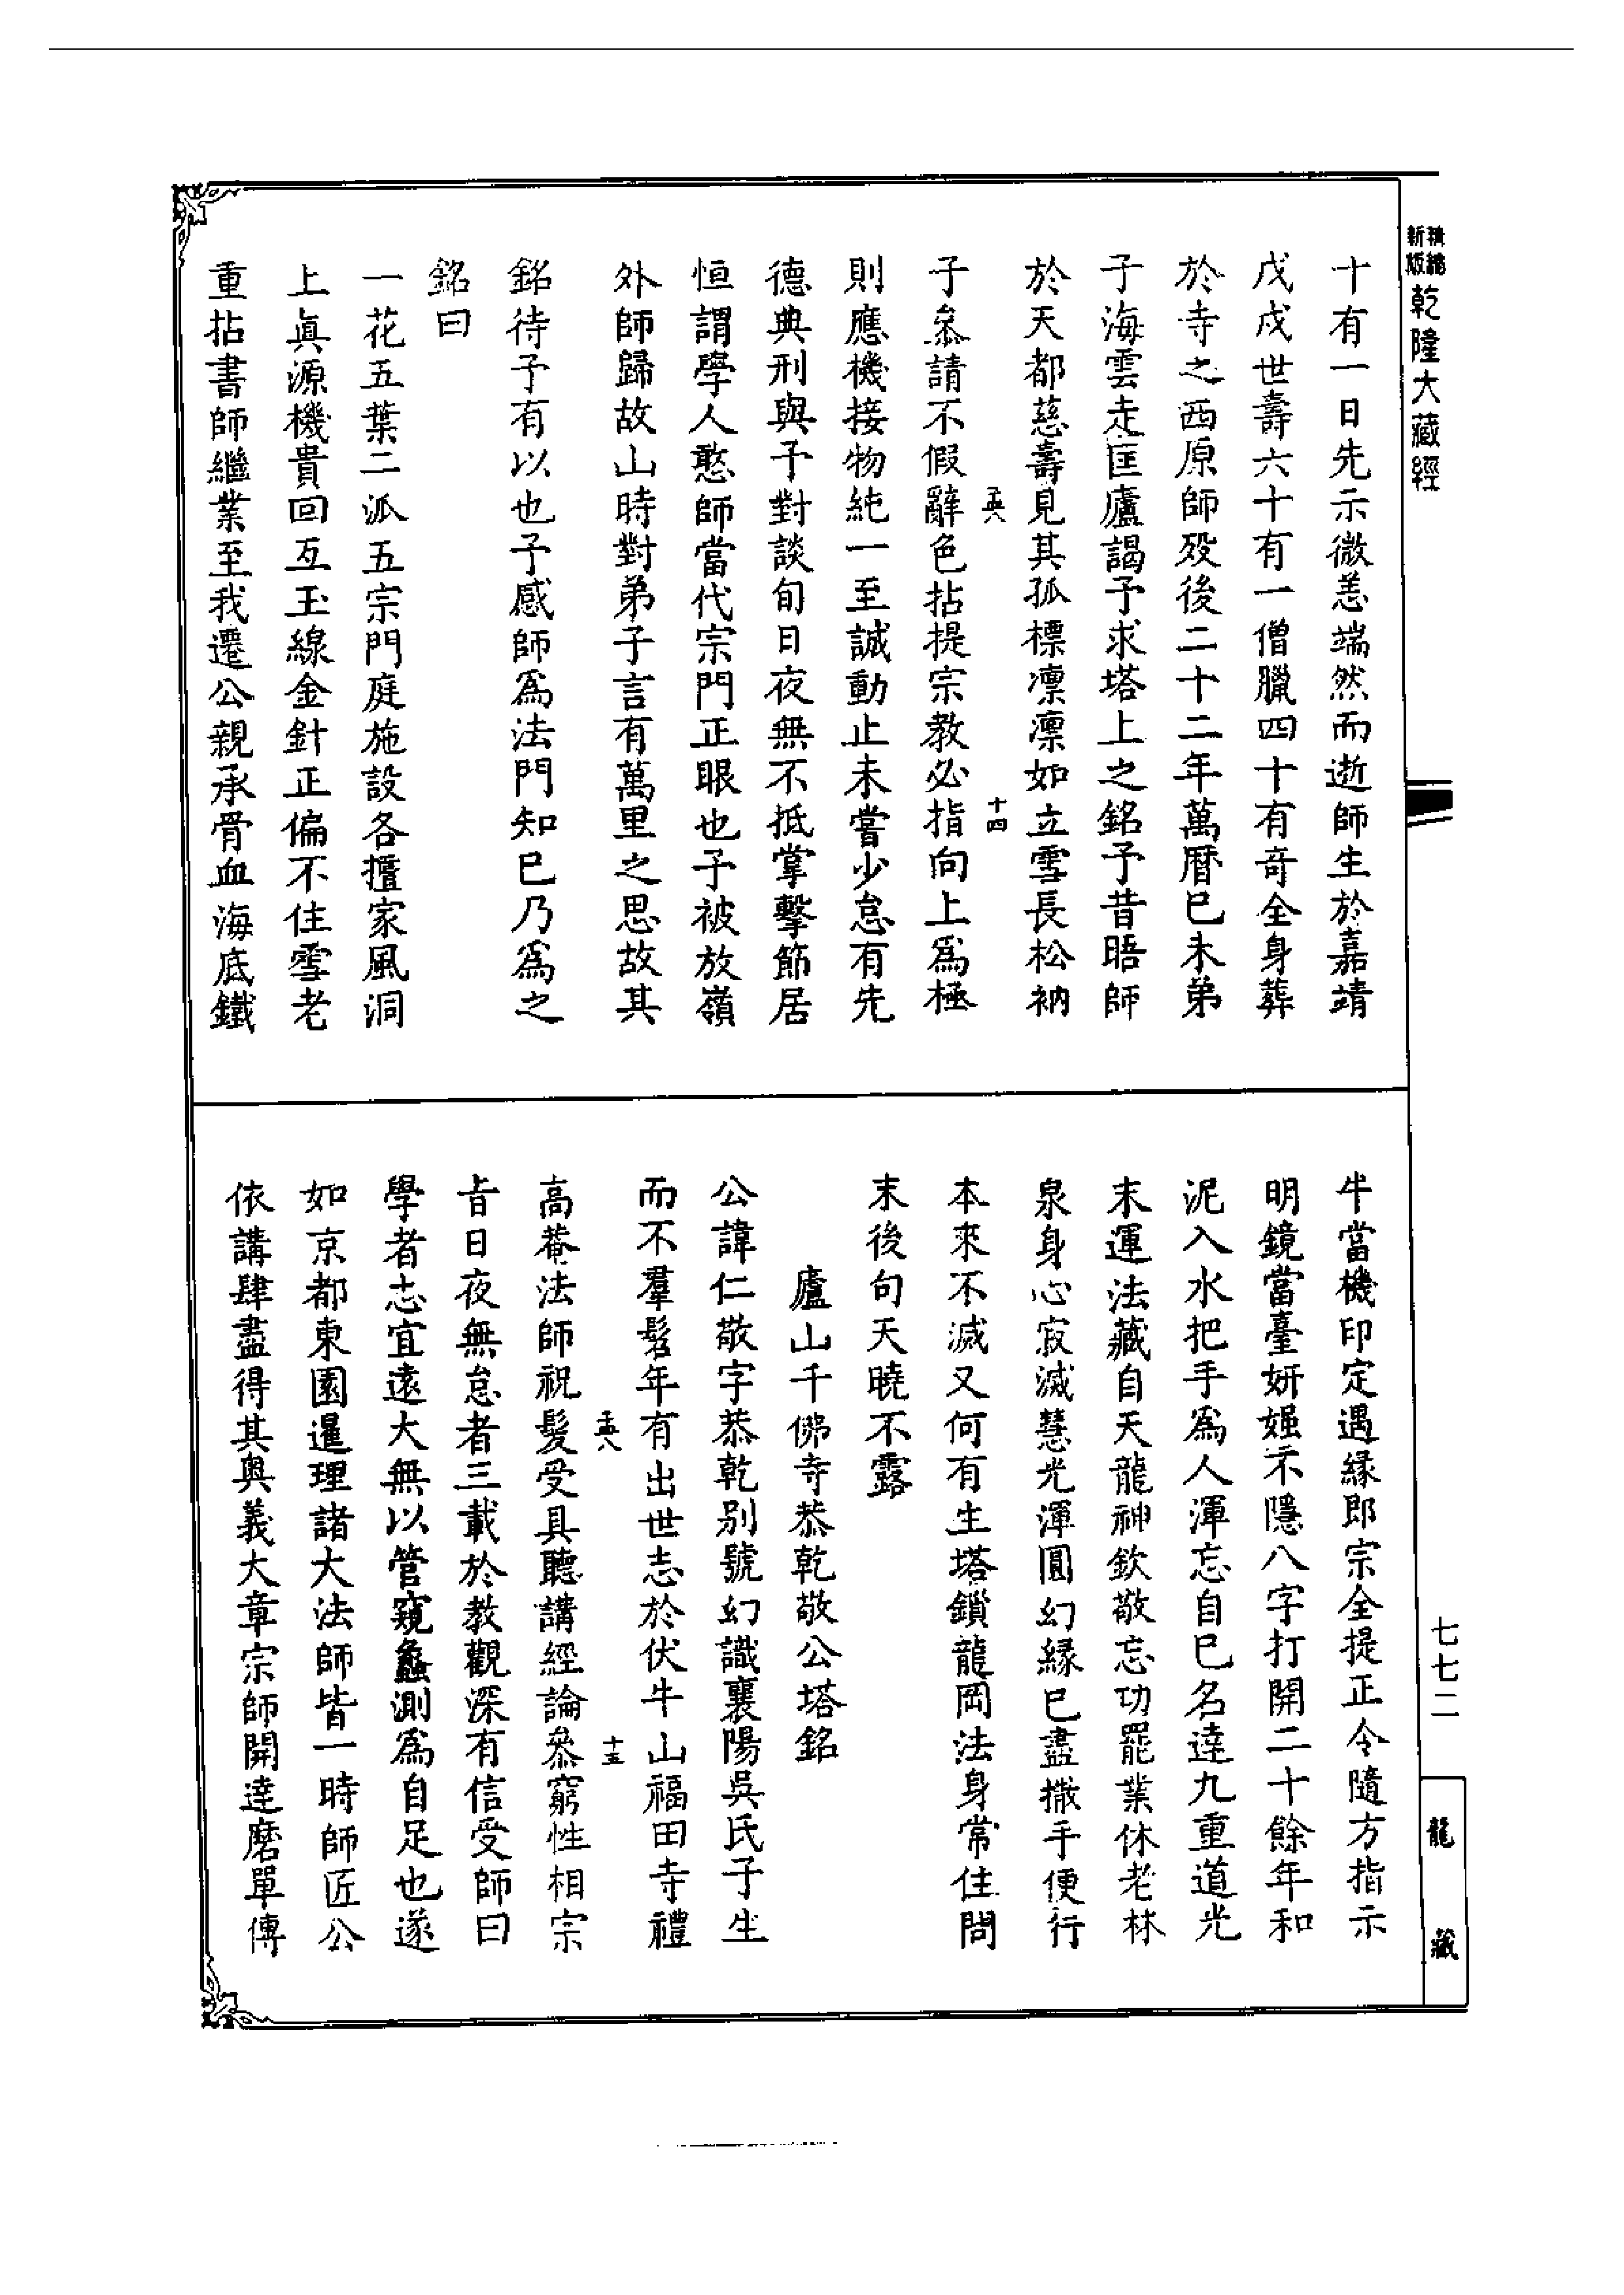 新編
縮版
乾隆大藏經
十有一日先示微恙端然而逝師生於嘉靖
戊戌世壽六十有一僧臘四十有奇全身葬
於寺之西原師歿後二十二年萬曆巳未弟
子海雲走匡廬謁予求塔上之銘予昔晤師
於天都慈壽見其孤標凛凛如立雪長松衲
十四
子叅請不假辭色拈提宗教必指向上爲極
則應機接物純一至誠動止未嘗少怠有先
德典刑與予對談旬日夜無不抵掌擊節居
恒謂學人憨師當代宗門正眼也予被放嶺
外師歸故山時對弟子言有萬里之思故其
銘待予有以也予感師爲法門知巳乃爲之
銘曰
一花五葉二派五宗門庭施設各擅家風洞
上眞源機貴回互玉線金針正偏不住雪老
重拈書師繼業至我遷公親承骨血海底鐵
牛當機印定遇緣即宗全提正令隨方指示
明鏡當臺妍媸不隱八字打開二十餘年和
泥入水把手爲人渾忘自巳名達九重道光
末運法藏自天龍神欽敬忘功罷業休老林
泉身心寂滅慧光渾圓幻緣巳盡撒手便行
本來不滅又何有生塔鎖龍岡法身常住問
末後句天曉不露
廬山千佛寺恭乾敬公塔銘
公諱仁敬字恭乾别號幻識襄陽吳氏子生
而不羣髫年有出世志於伏牛山福田寺禮
十五
高菴法師祝髮受具聽講經論叅窮性相宗
旨日夜無怠者三載於教觀深有信受師曰
學者志宜遠大無以管窺蠡測爲自足也遂
如京都東園暹理諸大法師皆一時師匠公
依講肆盡得其奧義大章宗師開達磨單傳
七七二
龍
藏